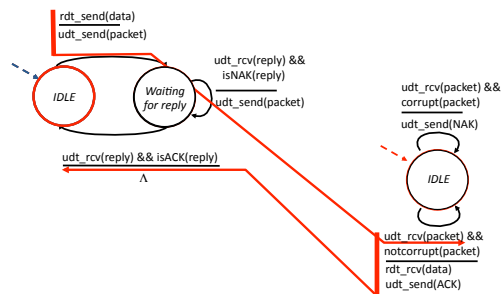 rdt_send(data)
udt_send(packet)
IDLE
Waiting
for reply
udt_rcv(reply) &&
isNAK(reply)
udt_send(packet)
udt_rcv(reply) && isACK(reply)
Λ
udt_rcv(packet) &&
corrupt(packet)
udt_send(NAK)
IDLE
udt_rcv(packet) &&
notcorrupt(packet)
rdt_rcv(data)
udt_send(ACK)